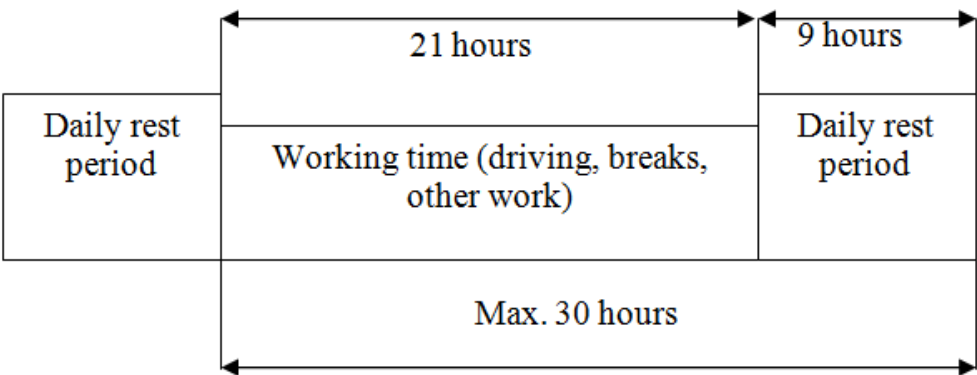 21 hours
9 hours
Daily rest
period
Working time (driving, breaks,
other work)
Daily rest
period
Max. 30 hours